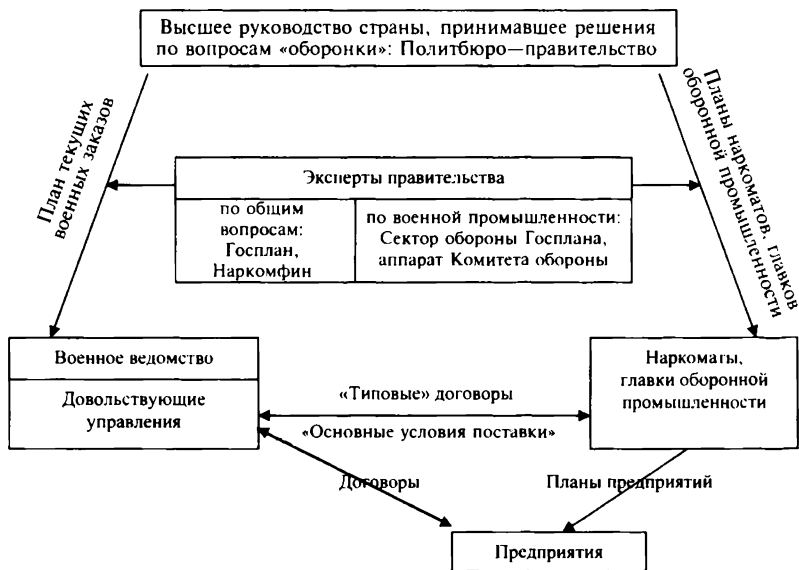 Высшее руководство страны, принимавшее решения
по вопросам «оборонки»: Политбюро—правительство
План текущих
военных заказов
Планы наркоматов, главков
оборонной промышленности
Эксперты правительства
по общим
вопросам:
Госплан,
Наркомфин
по военной промышленности:
Сектор обороны Госплана,
аппарат Комитета обороны
Военное ведомство
Довольствующие
управления
«Типовые» договоры
«Основные условия поставки»
Наркоматы,
главки оборонной
промышленности
Договоры
Планы предприятий
Предприятия